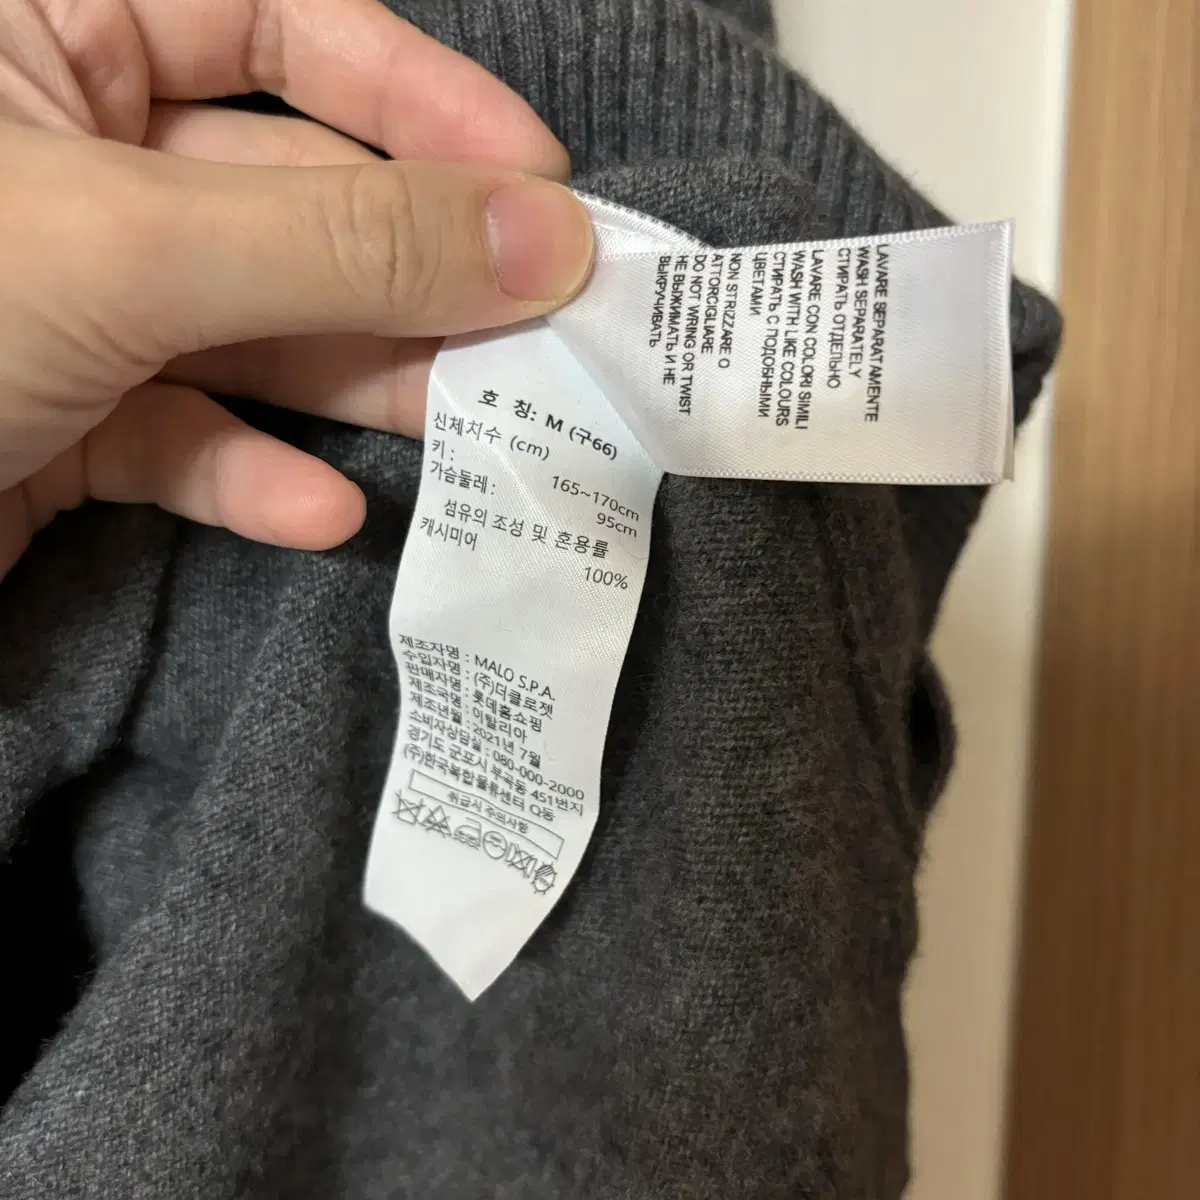 LAVARE SEPARATAMENTE
WASH SEPARATELY
СТИРАТЬ ОТДЕЛЬНО
LAVARE CON COLORI SIMILI
WASH WITH LIKE COLOURS
СТИРАТЬ С ПОДОБНЫМИ
ЦВЕТАМИ
NON STRIZZARE O
ATTORCIGLIARE
DO NOT WRING OR TWIST
НЕ ВЫЖИМАТЬ И НЕ
ВЫКРУЧИВАТЬ
호 칭: M (구66)
신체치수 (cm)
키 : 165~170cm
가슴둘레 : 95cm
섬유의 조성 및 혼용률
캐시미어 100%
제조자명 : MALO S.P.A.
수입자명 : (주)더클로젯
판매자명 : 롯데홈쇼핑
제조국명 : 이탈리아
제조년월 : 2021년 7월
소비자상담실 : 080-000-2000
경기도 군포시 부곡동 451번지
(주)한국복합물류센터 Q동
취급시 주의사항